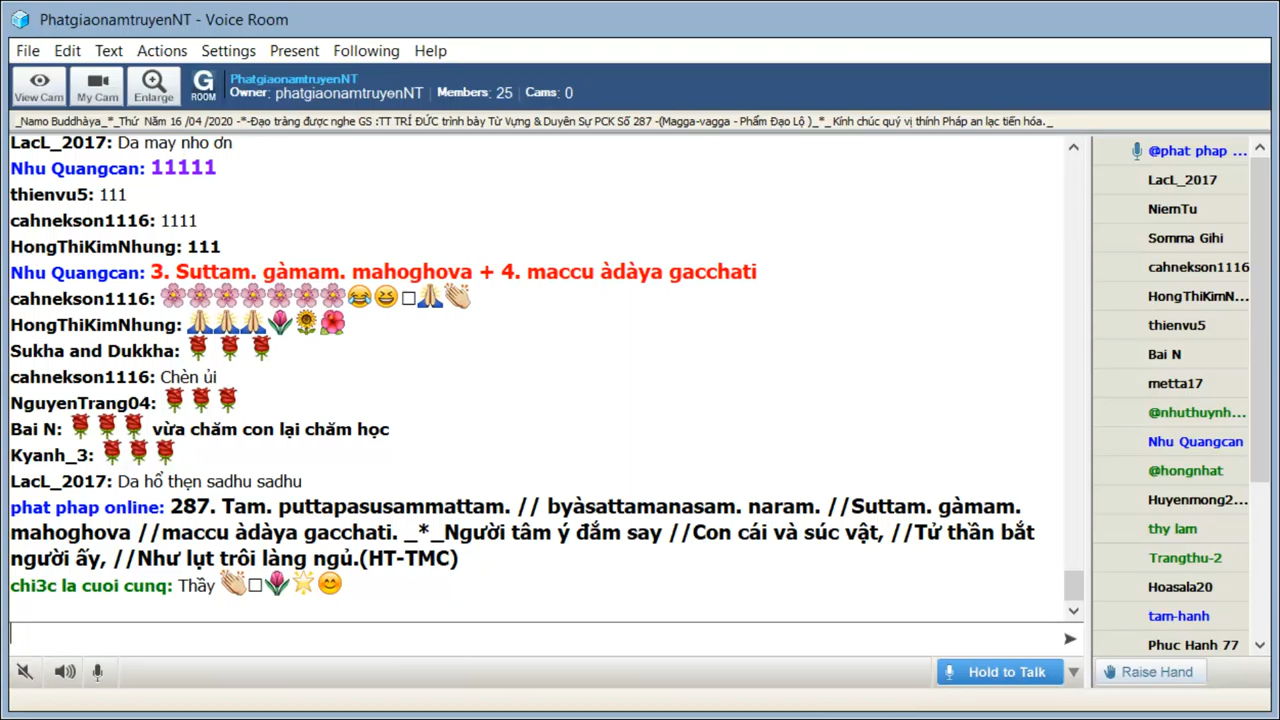 PhatgiaonamtruyenNT - Voice Room
File Edit Text Actions Settings Present Following Help
View Cam My Cam Enlarge G ROOM PhatgiaonamtruyenNT
Owner: phatgiaonamtruyenNT Members: 25 Cams: 0
_Namo Buddhàya_*_Thứ Năm 16 /04 /2020 -*-Đạo tràng được nghe GS :TT TRÍ ĐỨC trình bày Từ Vựng & Duyên Sự PCK Số 287 -(Magga-vagga - Phẩm Đạo Lộ )_*_ Kính chúc quý vị thính Pháp an lạc tiến hóa._
LacL_2017: Da may nho ơn
Nhu Quangcan: 11111
thienvu5: 111
cahnekson1116: 1111
HongThiKimNhung: 111
Nhu Quangcan: 3. Suttam. gàmam. mahoghova + 4. maccu àdàya gacchati
cahnekson1116: 🌸🌸🌸🌸🌸🌸🌸😂😆□🙏👏
HongThiKimNhung: 🙏🙏🙏🌷🌻🌺
Sukha and Dukkha: 🌹 🌹 🌹
cahnekson1116: Chèn ủi
NguyenTrang04: 🌹🌹🌹
Bai N: 🌹🌹🌹 vừa chăm con lại chăm học
Kyanh_3: 🌹🌹🌹
LacL_2017: Da hổ thẹn sadhu sadhu
phat phap online: 287. Tam. puttapasusammattam. // byàsattamanasam. naram. //Suttam. gàmam.
mahoghova //maccu àdàya gacchati. _*_Người tâm ý đắm say //Con cái và súc vật, //Tử thần bắt
người ấy, //Như lụt trôi làng ngủ.(HT-TMC)
chi3c la cuoi cunq: Thầy 👏□🌷🌟😊
@phat phap ...
LacL_2017
NiemTu
Somma Gihi
cahnekson1116
HongThiKimN...
thienvu5
Bai N
metta17
@nhuthuynh...
Nhu Quangcan
@hongnhat
Huyenmong2...
thy lam
Trangthu-2
Hoasala20
tam-hanh
Phuc Hanh 77
Hold to Talk
Raise Hand